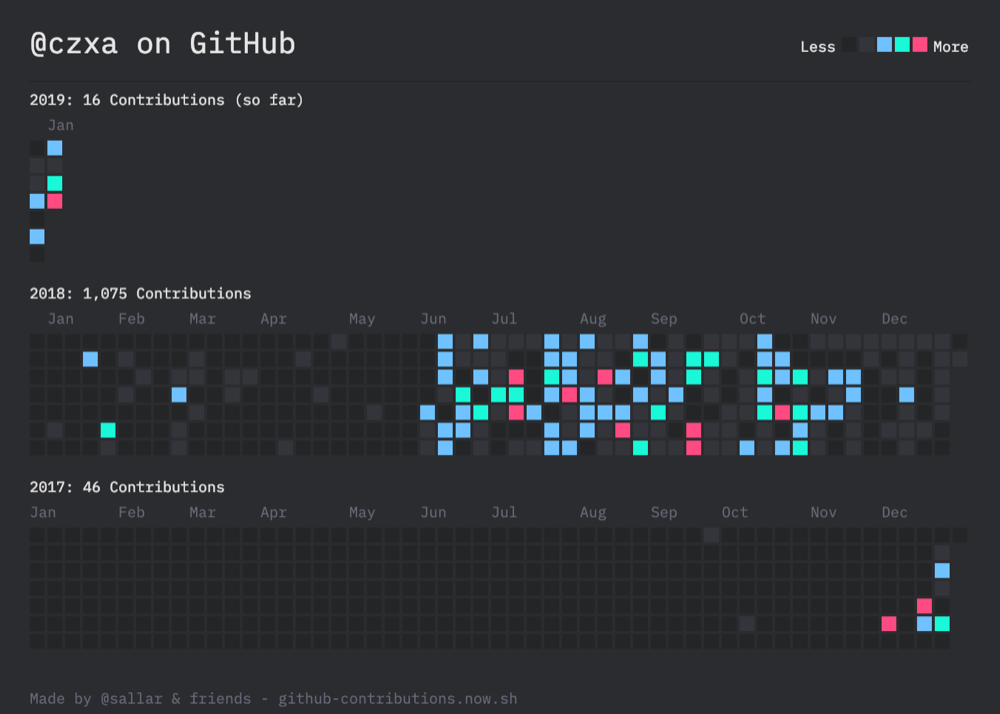 @czxa on GitHub
Less More
2019: 16 Contributions (so far)
Jan
2018: 1,075 Contributions
Jan Feb Mar Apr May Jun Jul Aug Sep Oct Nov Dec
2017: 46 Contributions
Jan Feb Mar Apr May Jun Jul Aug Sep Oct Nov Dec
Made by @sallar & friends - github-contributions.now.sh